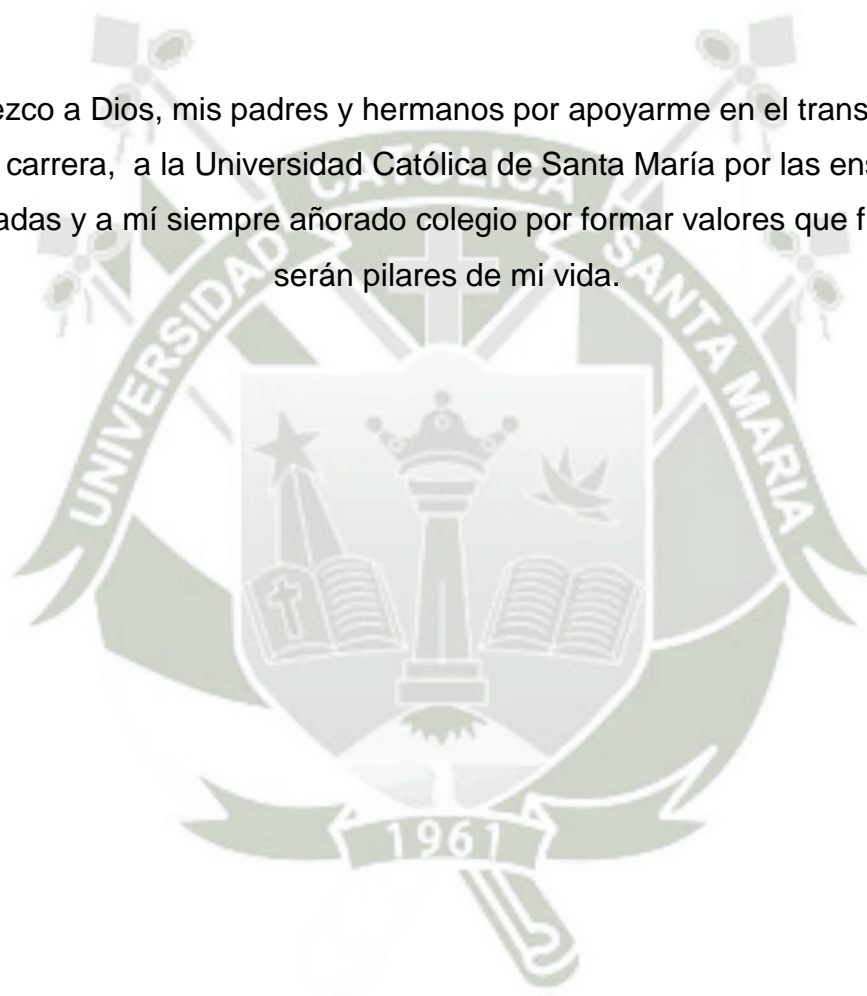 ezco a Dios, mis padres y hermanos por apoyarme en el trans
carrera, a la Universidad Católica de Santa María por las ens
adas y a mí siempre añorado colegio por formar valores que f
serán pilares de mi vida.
UNIVERSIDAD CATOLICA SANTA MARIA
1961